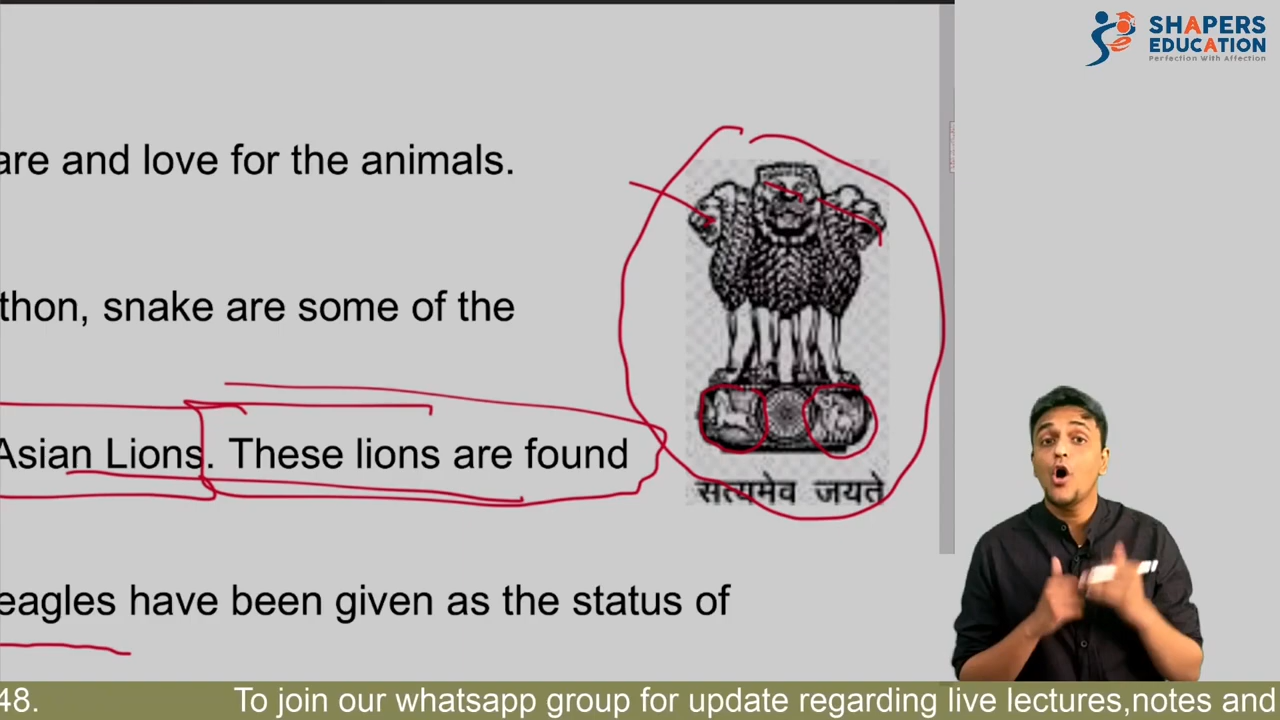 SHAPERS
EDUCATION
Perfection With Affection
are and love for the animals.
thon, snake are some of the
Asian Lions. These lions are found
सत्यमेव जयते
eagles have been given as the status of
48. To join our whatsapp group for update regarding live lectures,notes and